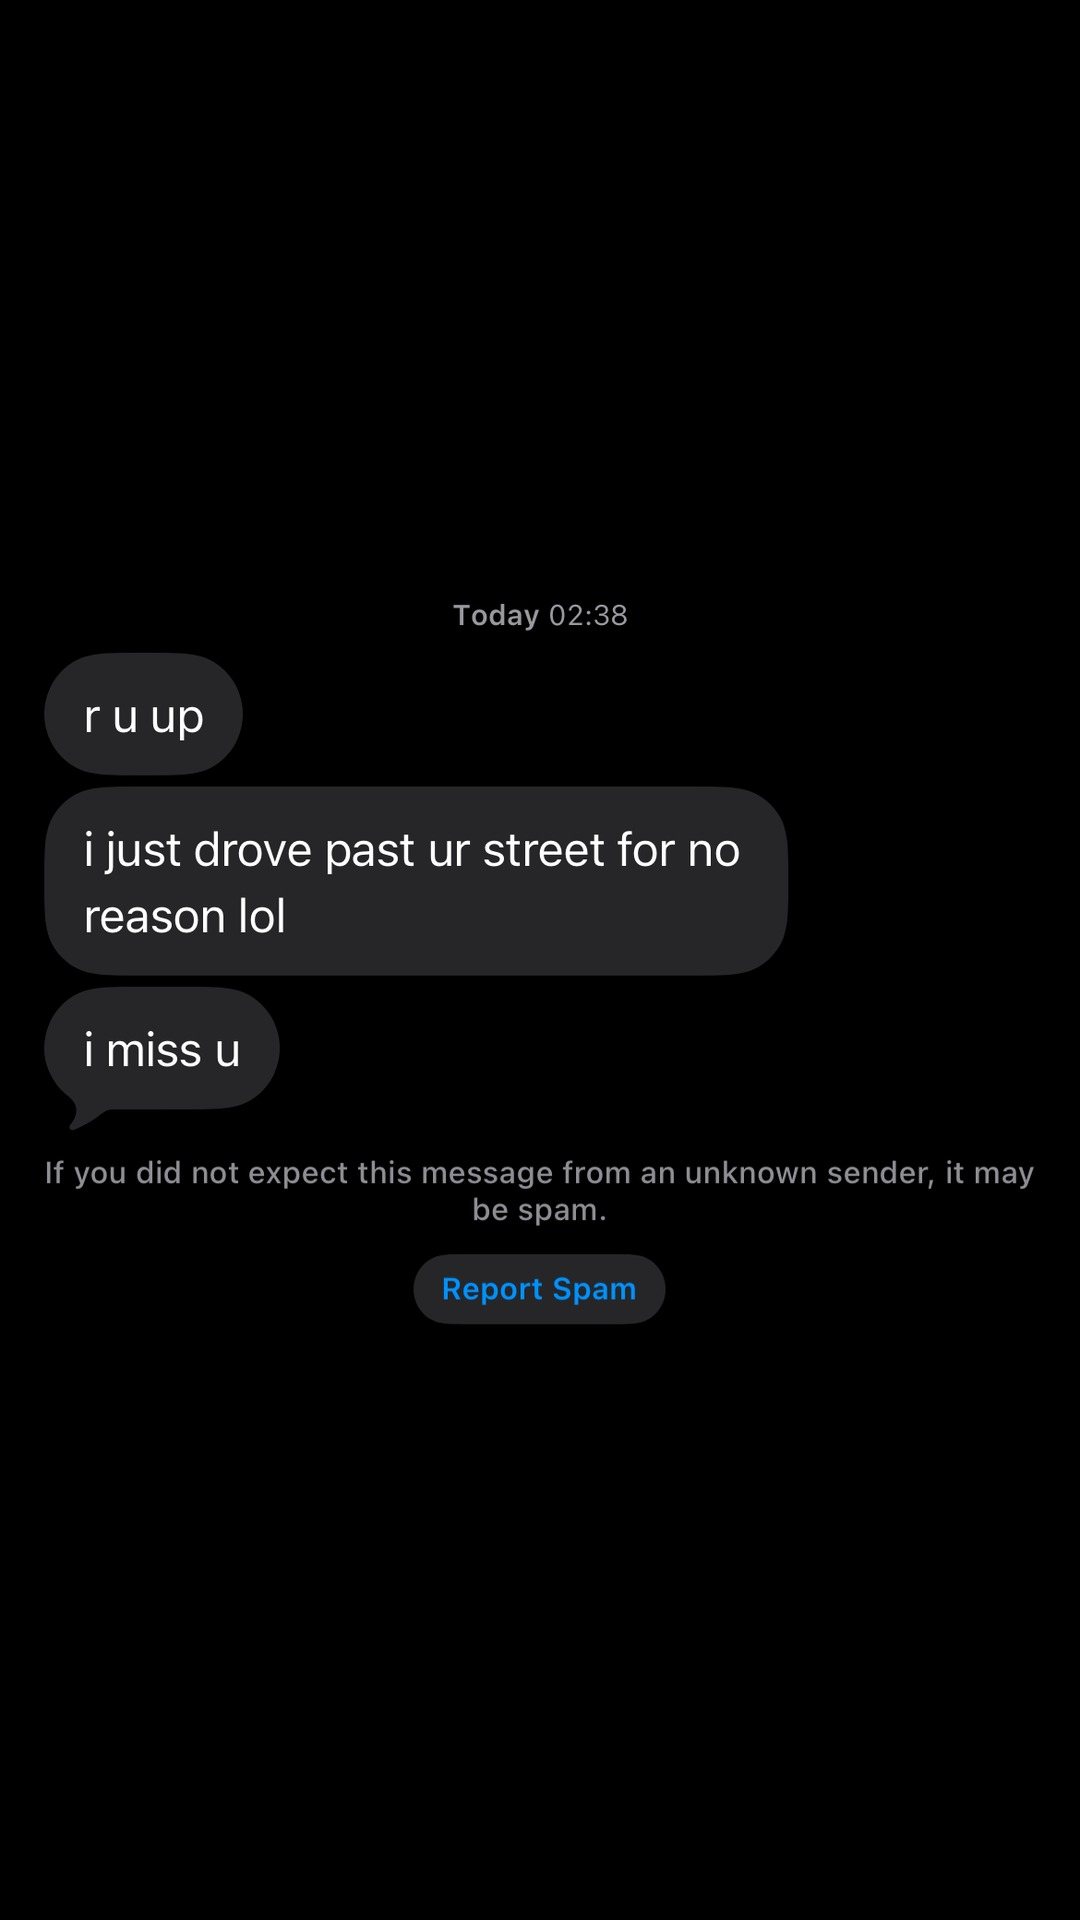 Today 02:38
r u up
i just drove past ur street for no
reason lol
i miss u
If you did not expect this message from an unknown sender, it may
be spam.
Report Spam